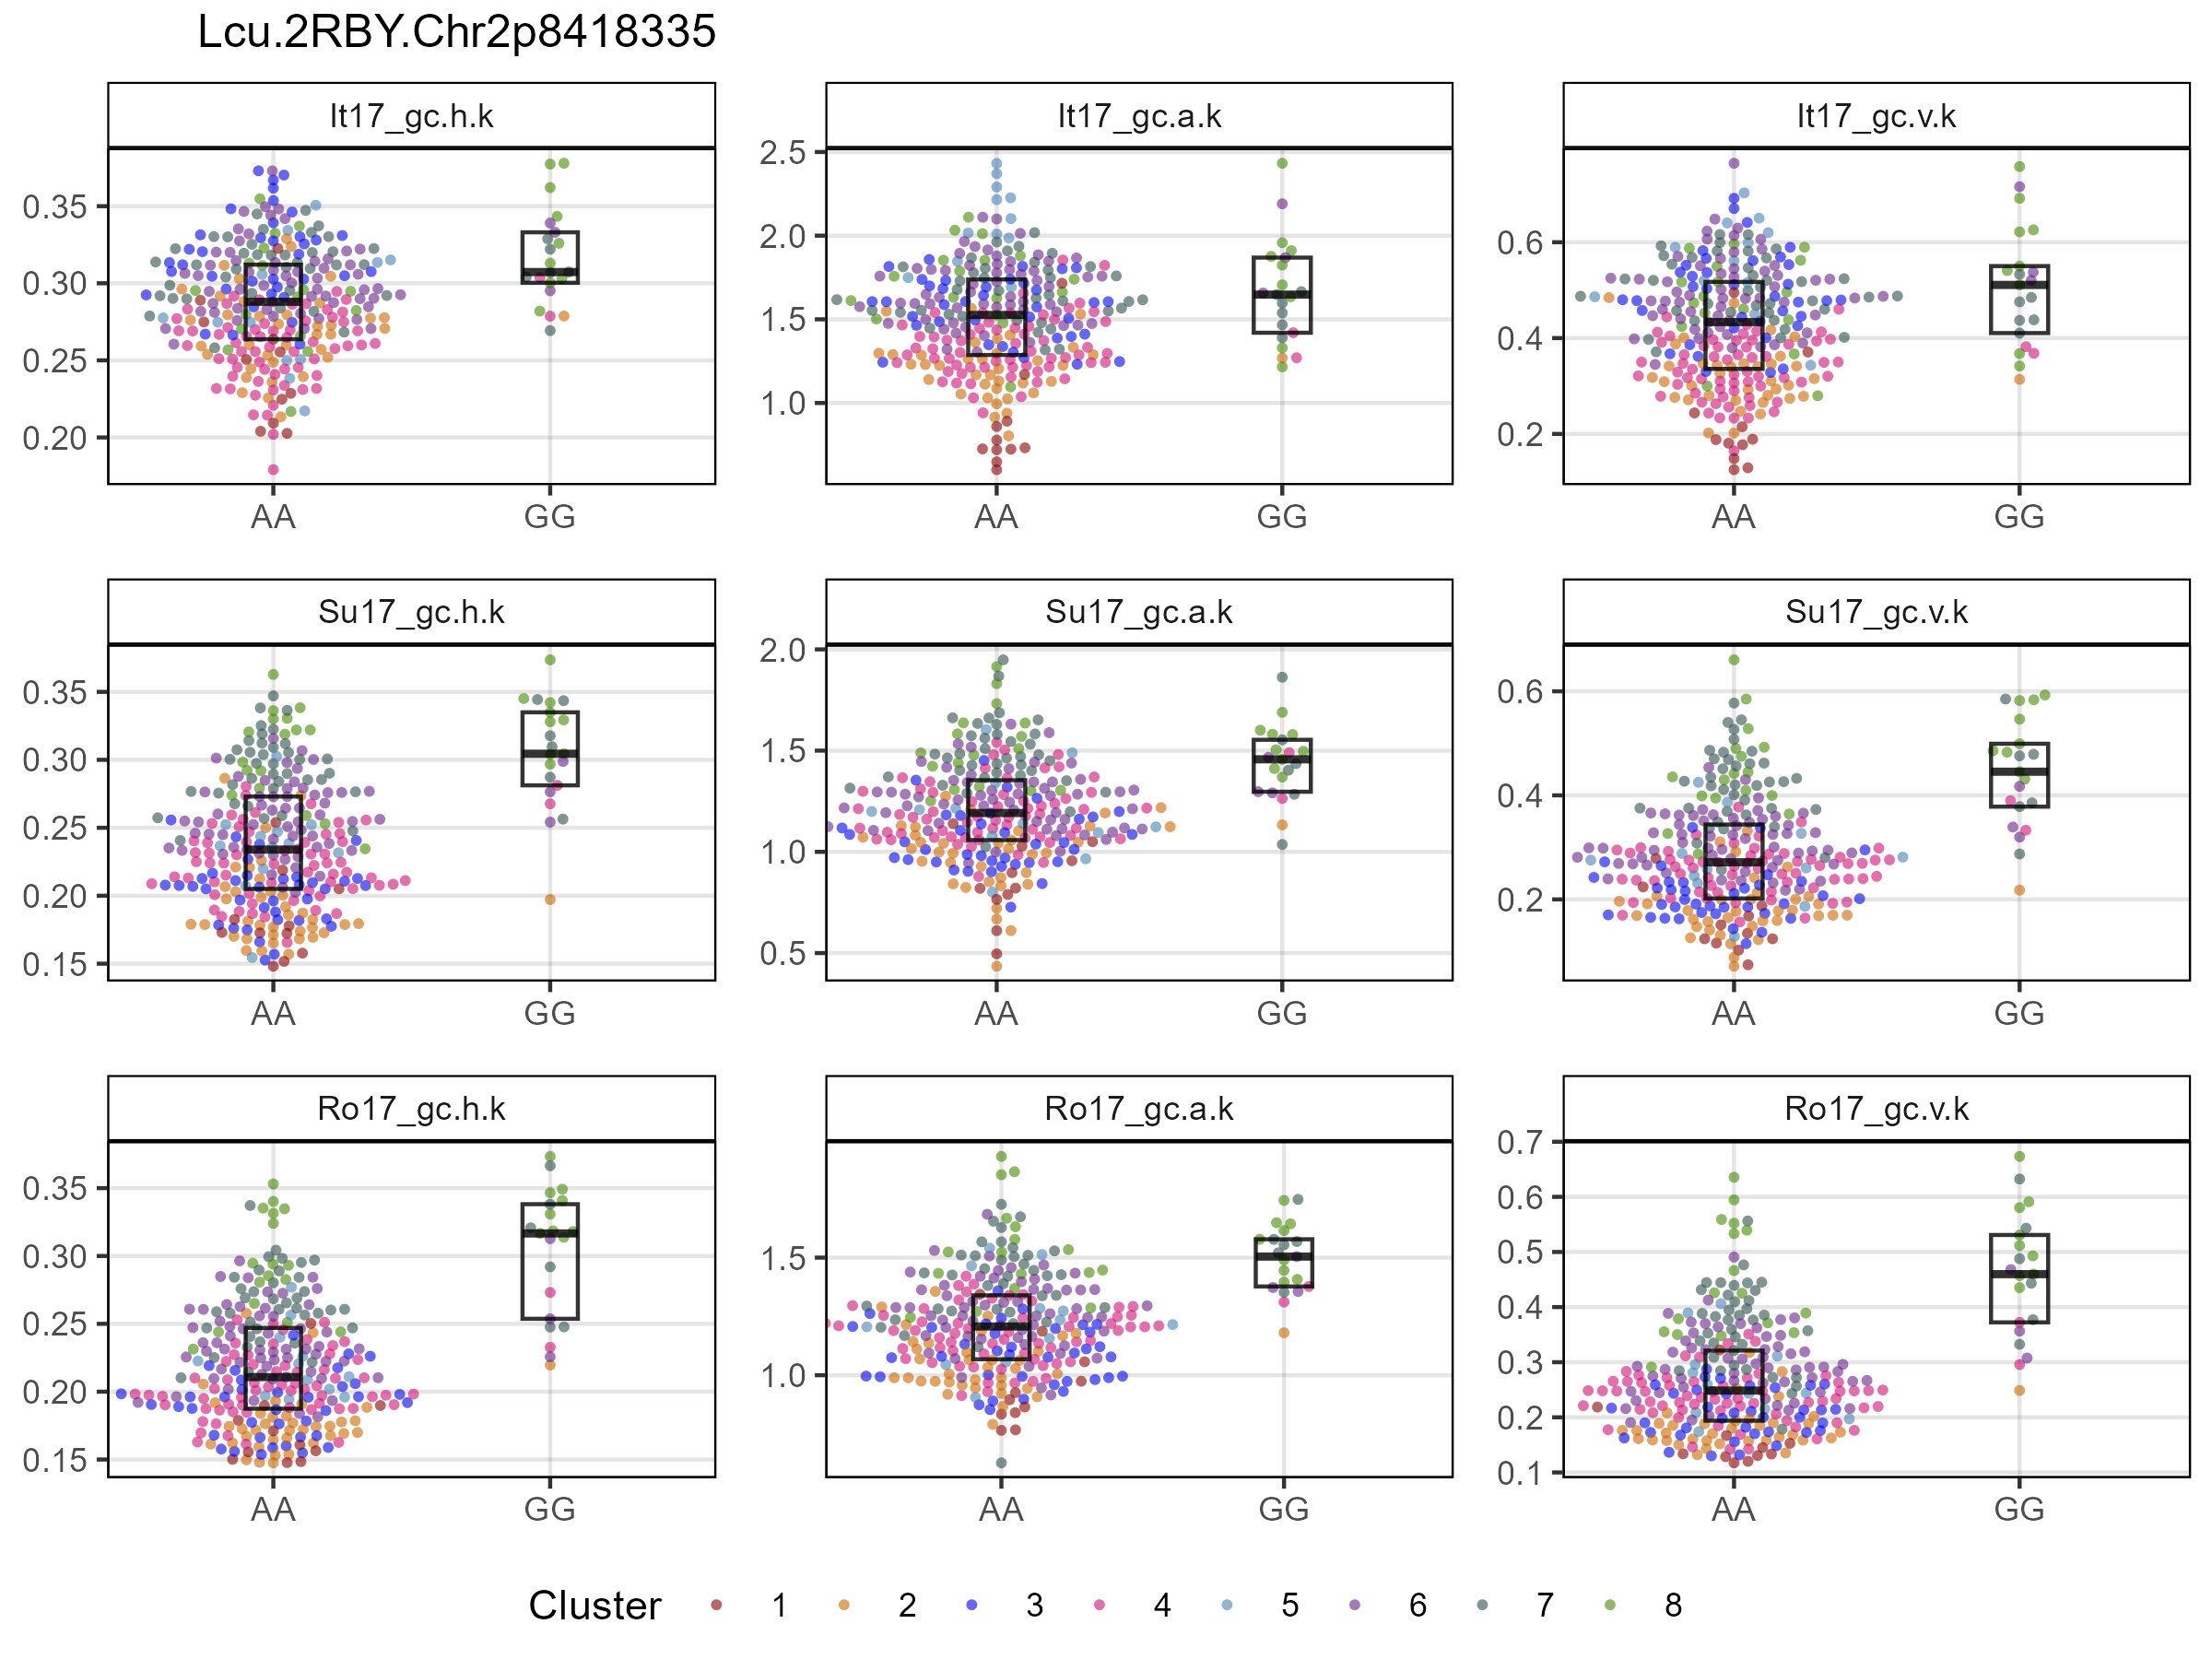 Lcu.2RBY.Chr2p8418335
It17_gc.h.k It17_gc.a.k It17_gc.v.k
0.35
0.30
0.25
0.20
AA GG
2.5
2.0
1.5
1.0
AA GG
0.6
0.4
0.2
AA GG
Su17_gc.h.k Su17_gc.a.k Su17_gc.v.k
0.35
0.30
0.25
0.20
0.15
AA GG
2.0
1.5
1.0
0.5
AA GG
0.6
0.4
0.2
AA GG
Ro17_gc.h.k Ro17_gc.a.k Ro17_gc.v.k
0.35
0.30
0.25
0.20
0.15
AA GG
1.5
1.0
AA GG
0.7
0.6
0.5
0.4
0.3
0.2
0.1
AA GG
Cluster 1 2 3 4 5 6 7 8